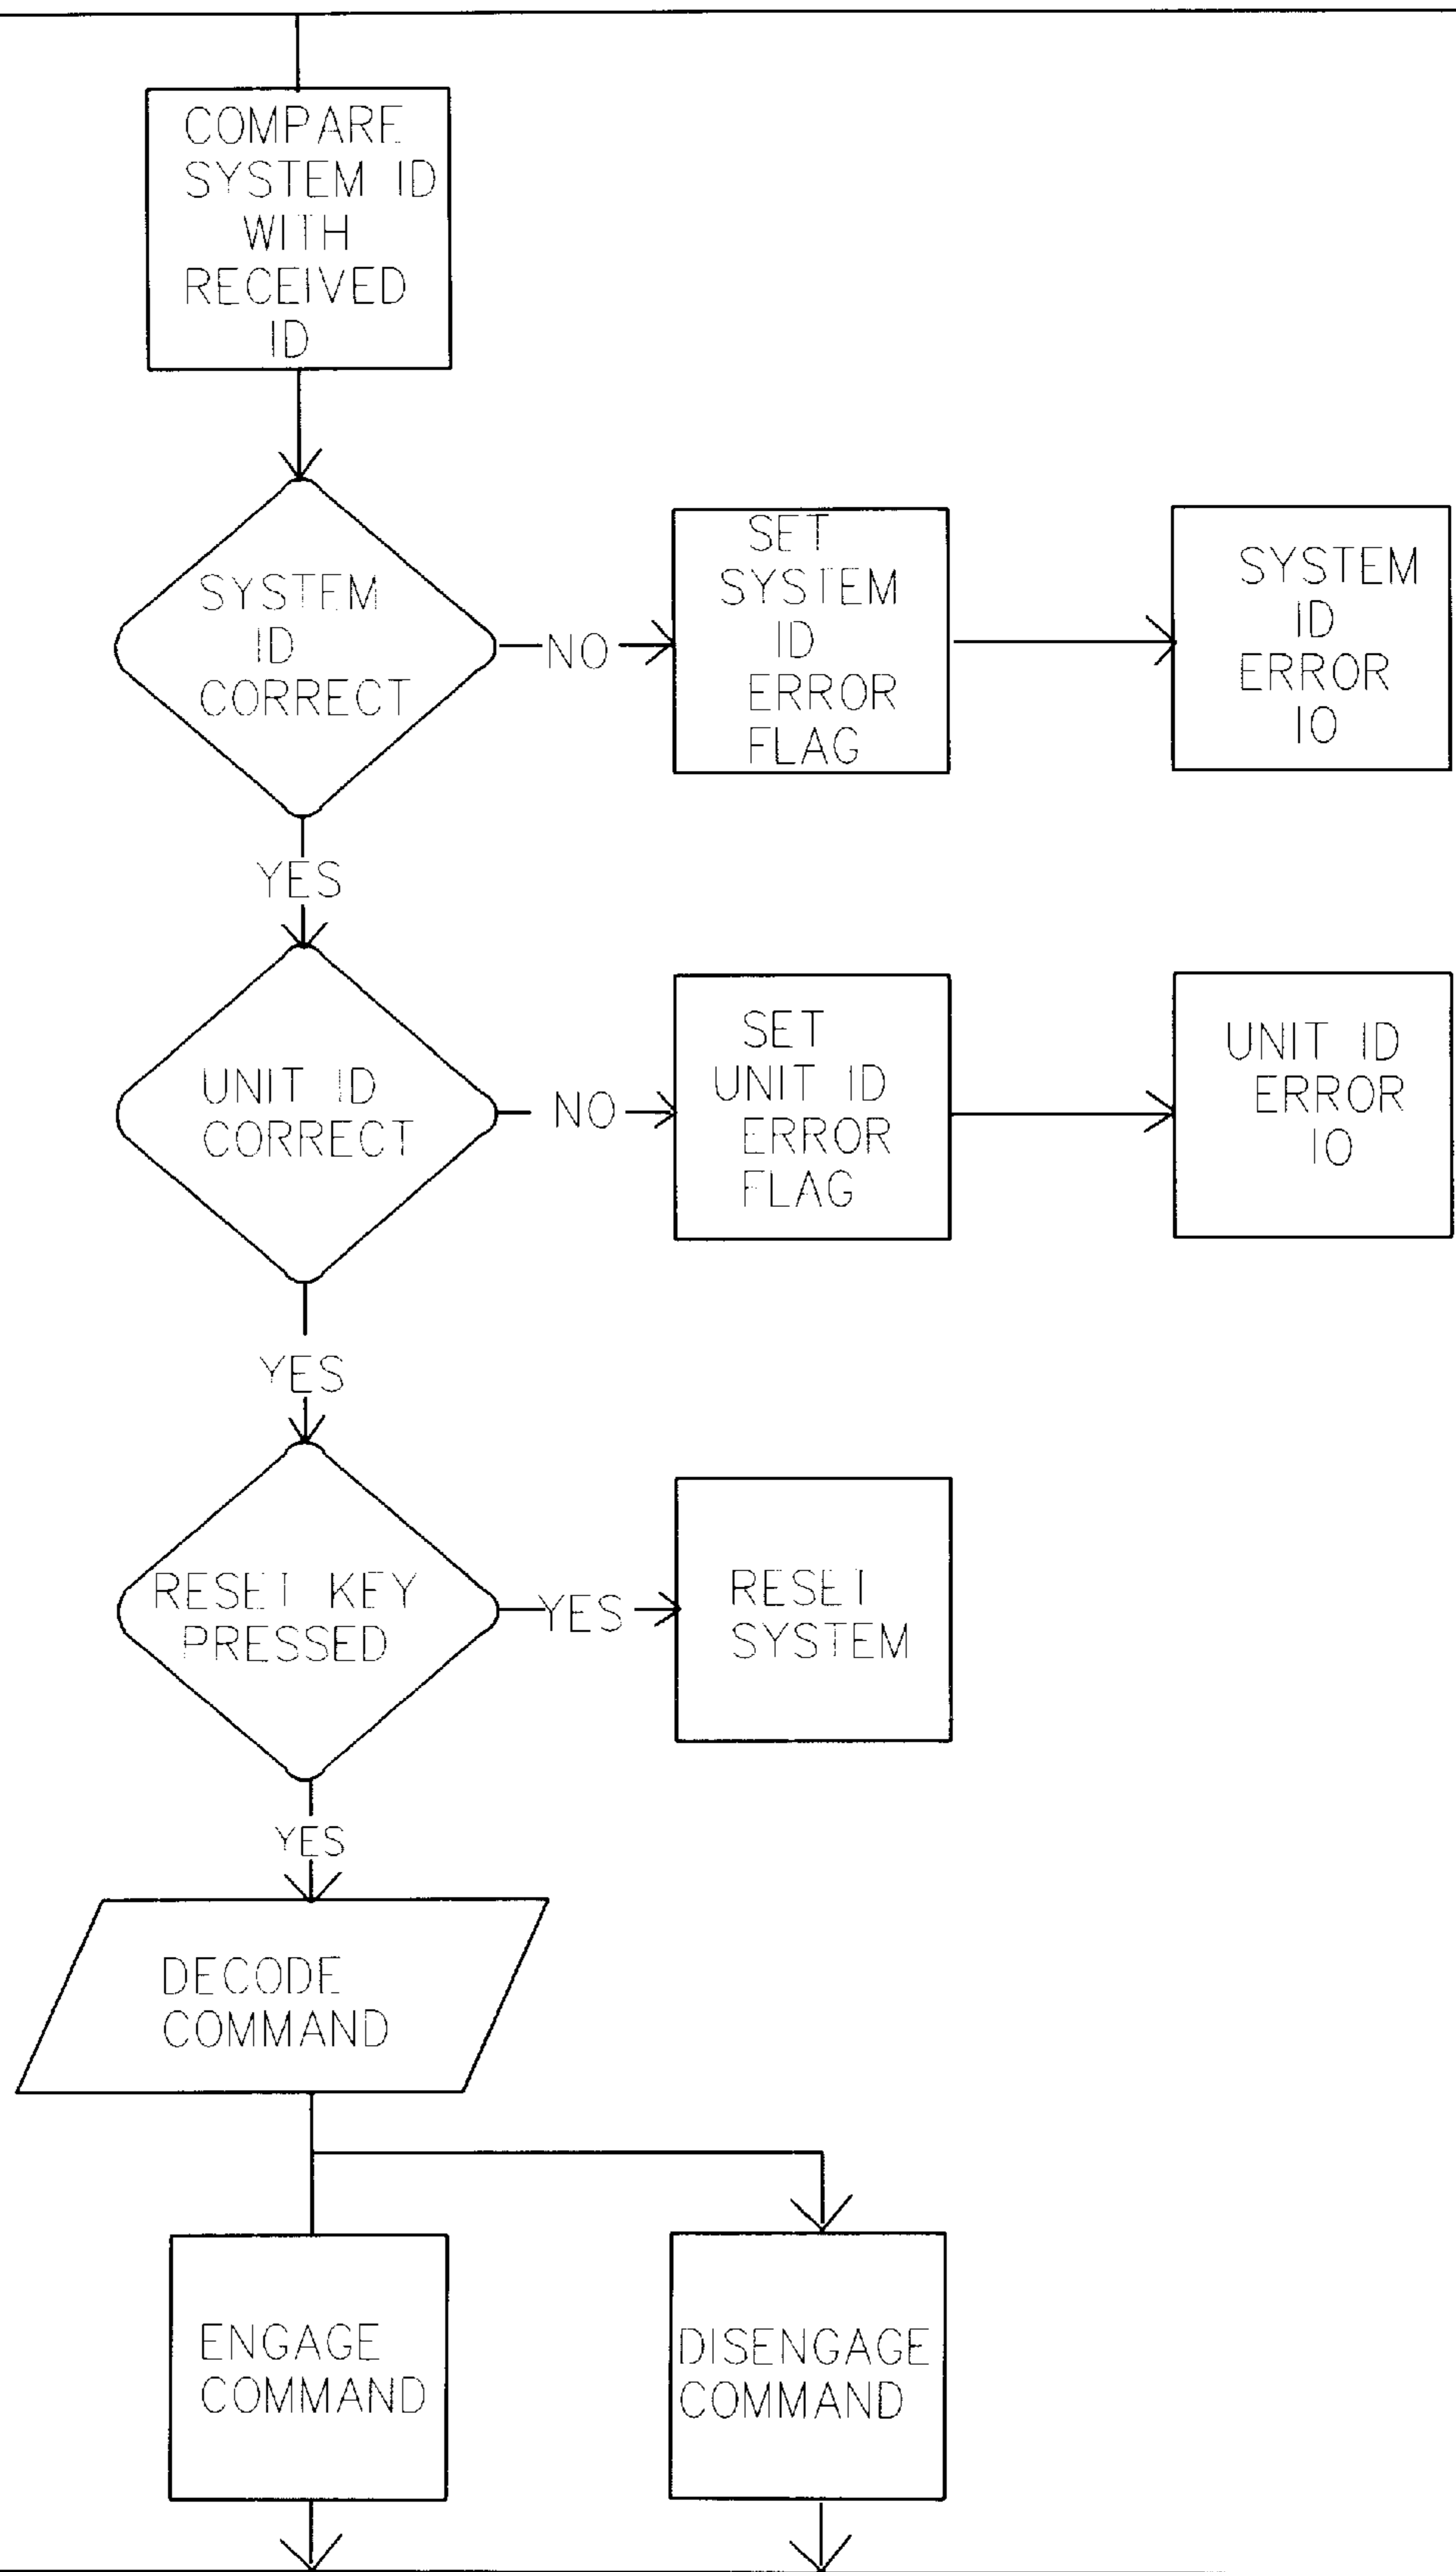 COMPARE
SYSTEM ID
WITH
RECEIVED
ID
SYSTEM
ID
CORRECT
NO
SET
SYSTEM
ID
ERROR
FLAG
SYSTEM
ID
ERROR
IO
YES
UNIT ID
CORRECT
NO
SET
UNIT ID
ERROR
FLAG
UNIT ID
ERROR
IO
YES
RESET KEY
PRESSED
YES
RESET
SYSTEM
YES
DECODE
COMMAND
ENGAGE
COMMAND
DISENGAGE
COMMAND